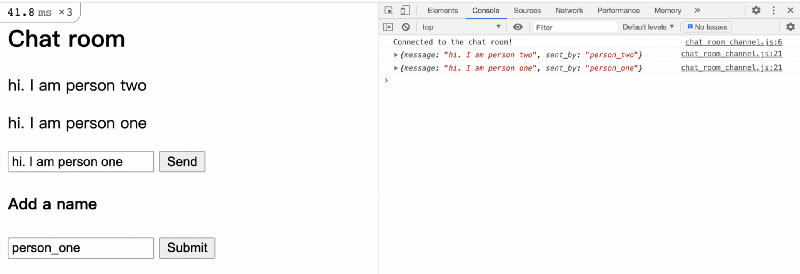 41.8 ms ×3
Chat room
hi. I am person two
hi. I am person one
hi. I am person one Send
Add a name
person_one Submit
Elements Console Sources Network Performance Memory »
top Filter Default levels ▼ No Issues
Connected to the chat room! chat_room_channel.js:6
▶ {message: "hi. I am person two", sent_by: "person_two"} chat_room_channel.js:21
▶ {message: "hi. I am person one", sent_by: "person_one"} chat_room_channel.js:21
›